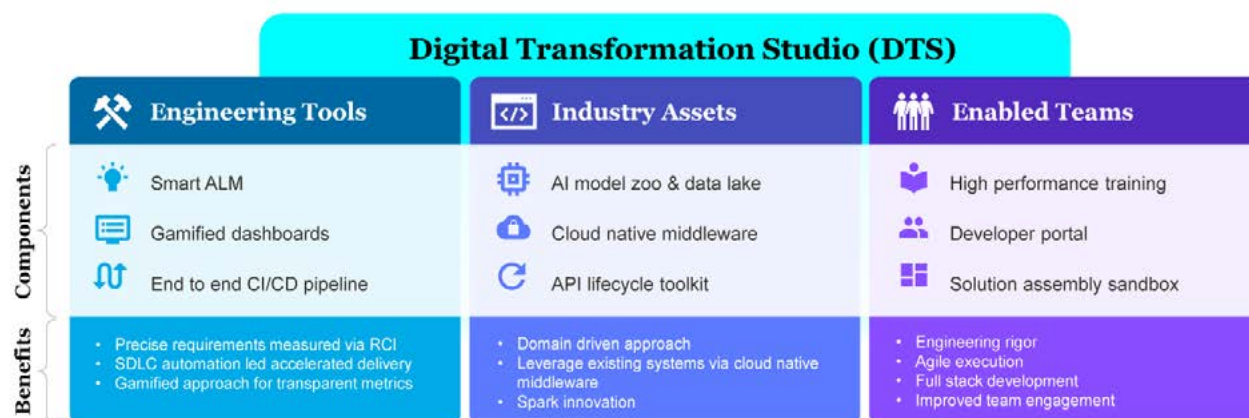 Digital Transformation Studio (DTS)
Engineering Tools
Industry Assets
Enabled Teams
Components
Smart ALM
Gamified dashboards
End to end CI/CD pipeline
AI model zoo & data lake
Cloud native middleware
API lifecycle toolkit
High performance training
Developer portal
Solution assembly sandbox
Benefits
• Precise requirements measured via RCI
• SDLC automation led accelerated delivery
• Gamified approach for transparent metrics
• Domain driven approach
• Leverage existing systems via cloud native
middleware
• Spark innovation
• Engineering rigor
• Agile execution
• Full stack development
• Improved team engagement